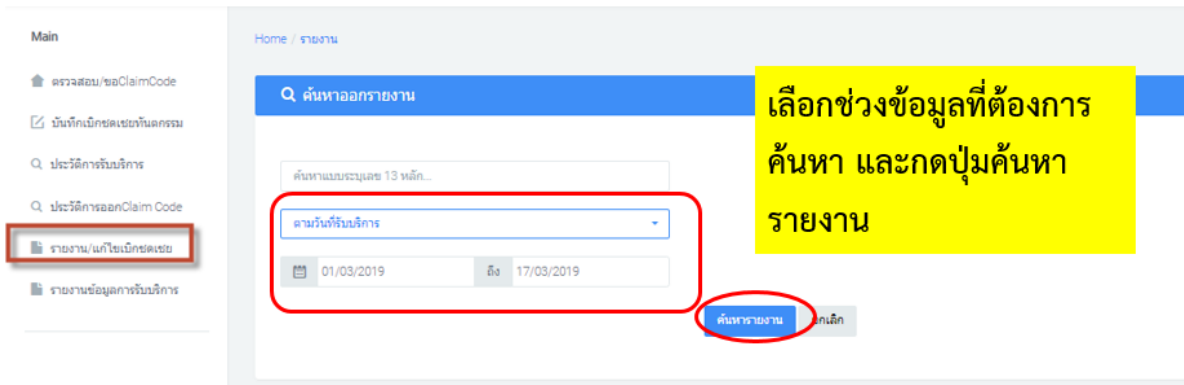 Main
Home / รายงาน
ตรวจสอบ/ขอClaimCode
ค้นหาออกรายงาน
บันทึกเบิกชดเชยทันตกรรม
ประวัติการรับบริการ
ค้นหาแบบระบุเลข 13 หลัก...
ประวัติการออกClaim Code
ตามวันที่รับบริการ
รายงาน/แก้ไขเบิกชดเชย
01/03/2019 ถึง 17/03/2019
รายงานข้อมูลการรับบริการ
ค้นหารายงาน ยกเลิก
เลือกช่วงข้อมูลที่ต้องการ
ค้นหา และกดปุ่มค้นหา
รายงาน